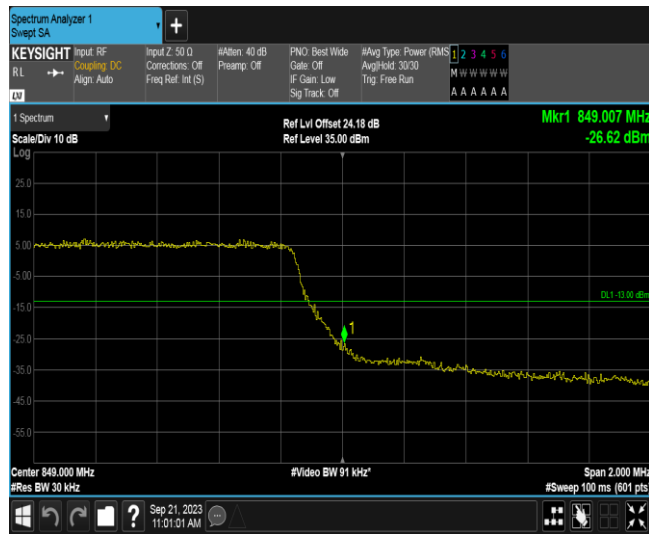 Spectrum Analyzer 1
Swept SA
+
KEYSIGHT Input: RF Input Z: 50 Ω #Atten: 40 dB PNO: Best Wide #Avg Type: Power (RMS 1 2 3 4 5 6
RL Coupling: DC Corrections: Off Preamp: Off Gate: Off Avg|Hold: 30/30 M W W W W W
Align: Auto Freq Ref: Int (S) IF Gain: Low Trig: Free Run
LXI Sig Track: Off A A A A A A
1 Spectrum Ref Lvl Offset 24.18 dB Mkr1 849.007 MHz
Scale/Div 10 dB Ref Level 35.00 dBm -26.62 dBm
Log
25.0
15.0
5.00
-5.00
DL1 -13.00 dBm
-15.0
1
-25.0
-35.0
-45.0
-55.0
Center 849.000 MHz #Video BW 91 kHz* Span 2.000 MHz
#Res BW 30 kHz #Sweep 100 ms (601 pts
? Sep 21, 2023
11:01:01 AM